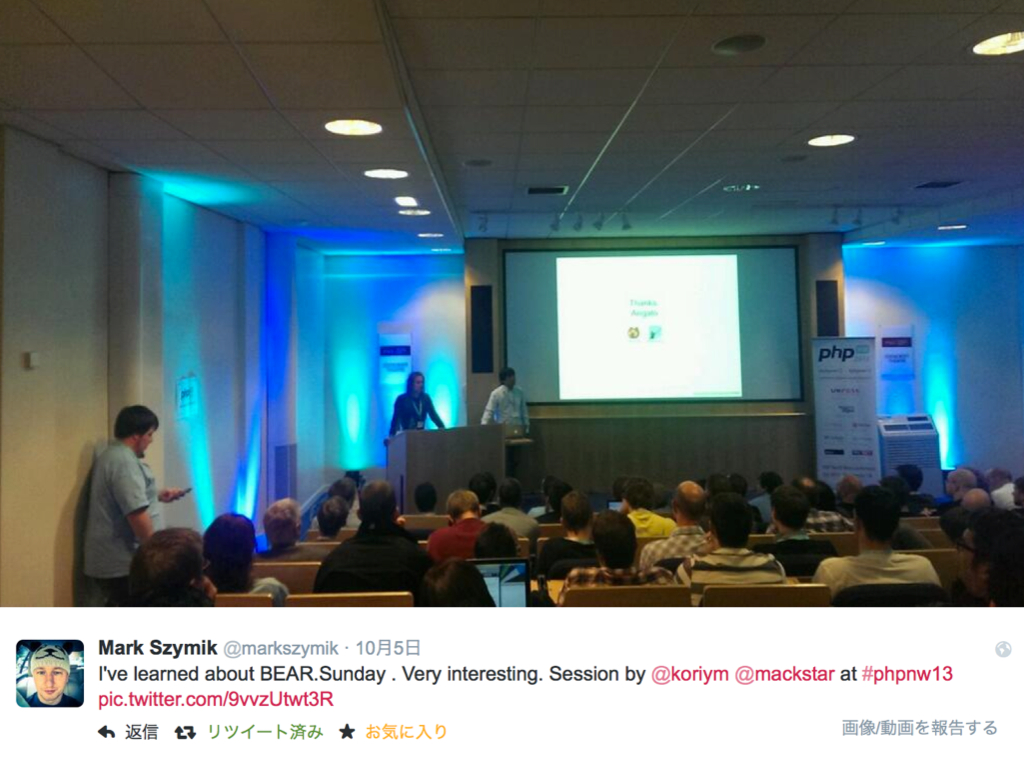 Thanks
Arigato
php
Mark Szymik @markszymik · 10月5日
I've learned about BEAR.Sunday . Very interesting. Session by @koriym @mackstar at #phpnw13
pic.twitter.com/9vvzUtwt3R
返信 リツイート済み お気に入り
画像/動画を報告する